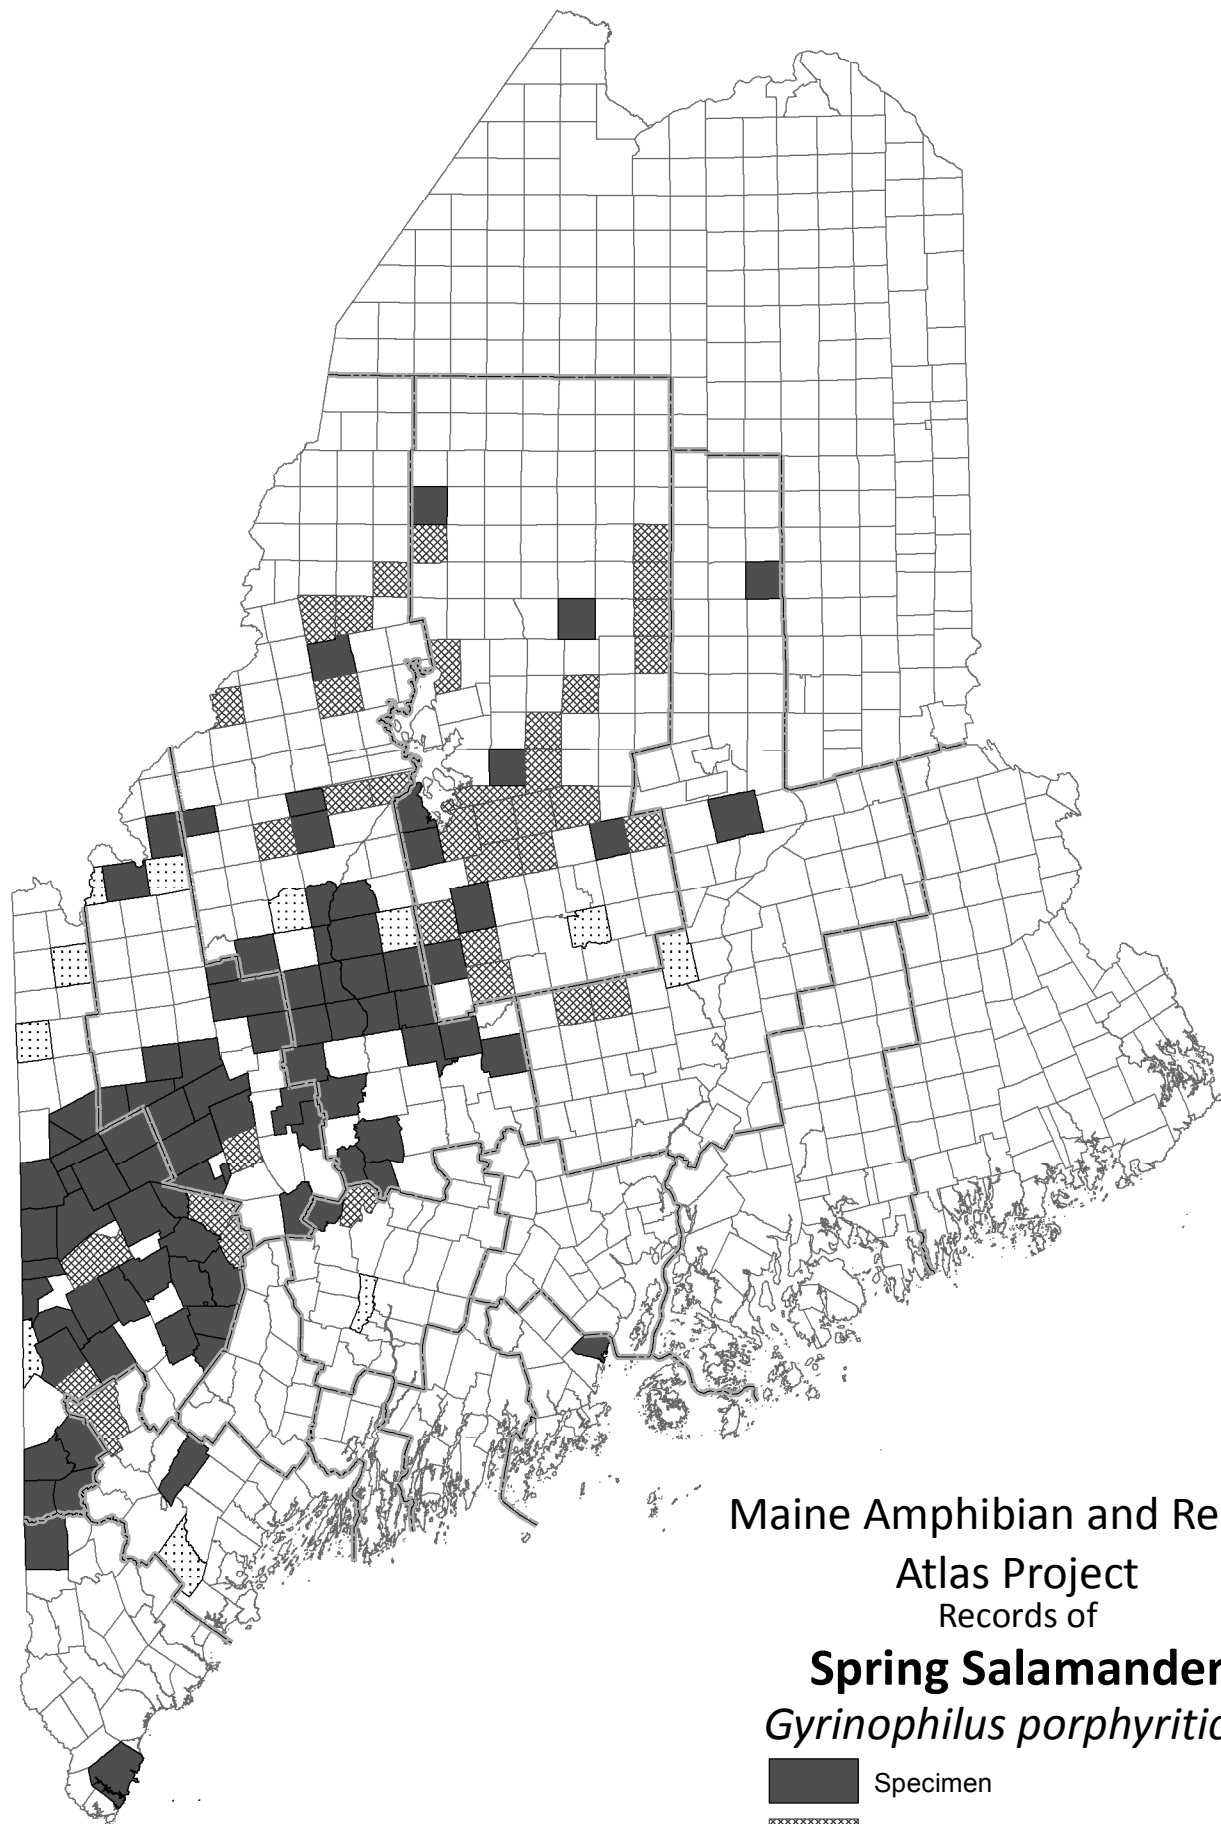 Maine Amphibian and Re
Atlas Project
Records of
Spring Salamander
Gyrinophilus porphyritic
Specimen